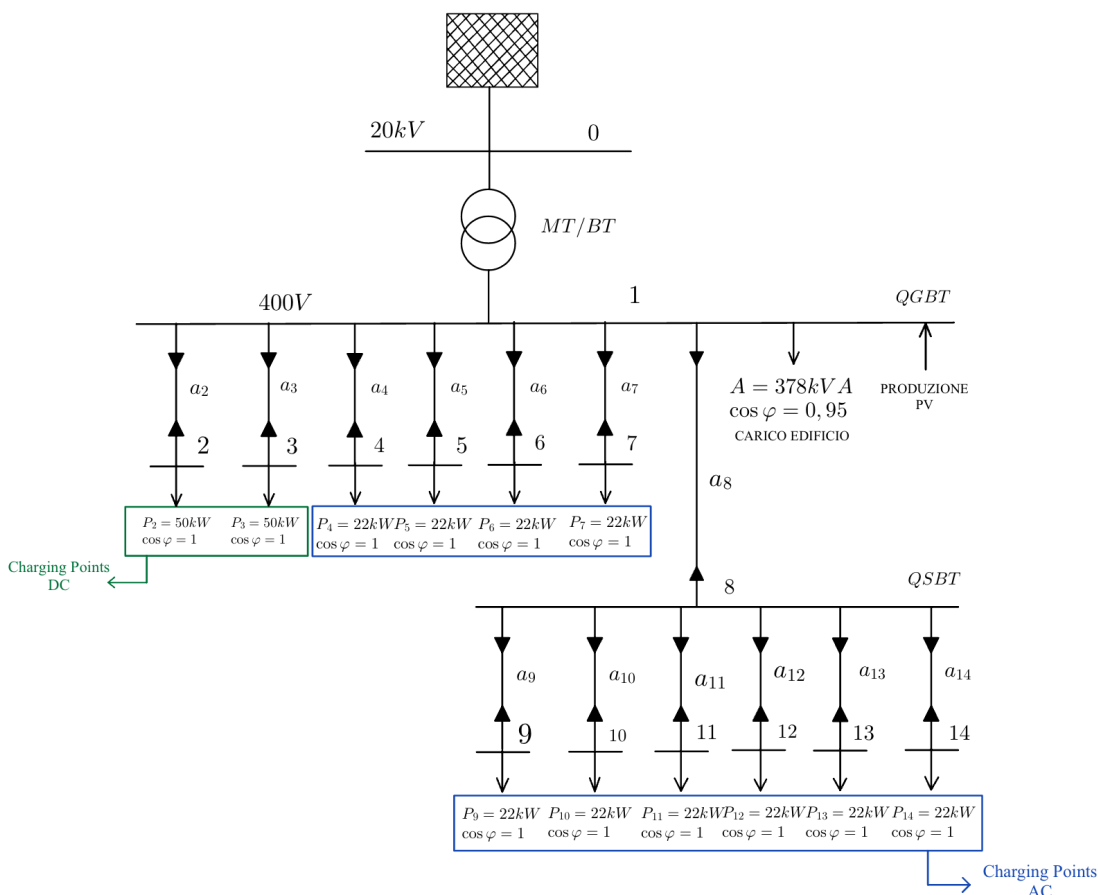 20kV 0
MT/BT
400V 1 QGBT
a2 a3 a4 a5 a6 a7
A = 378kVA
cos φ = 0,95
CARICO EDIFICIO
PRODUZIONE
PV
2 3 4 5 6 7
a8
P2 = 50kW P3 = 50kW P4 = 22kW P5 = 22kW P6 = 22kW P7 = 22kW
cos φ = 1 cos φ = 1 cos φ = 1 cos φ = 1 cos φ = 1 cos φ = 1
Charging Points
DC
8 QSBT
a9 a10 a11 a12 a13 a14
9 10 11 12 13 14
P9 = 22kW P10 = 22kW P11 = 22kW P12 = 22kW P13 = 22kW P14 = 22kW
cos φ = 1 cos φ = 1 cos φ = 1 cos φ = 1 cos φ = 1 cos φ = 1
Charging Points
AC